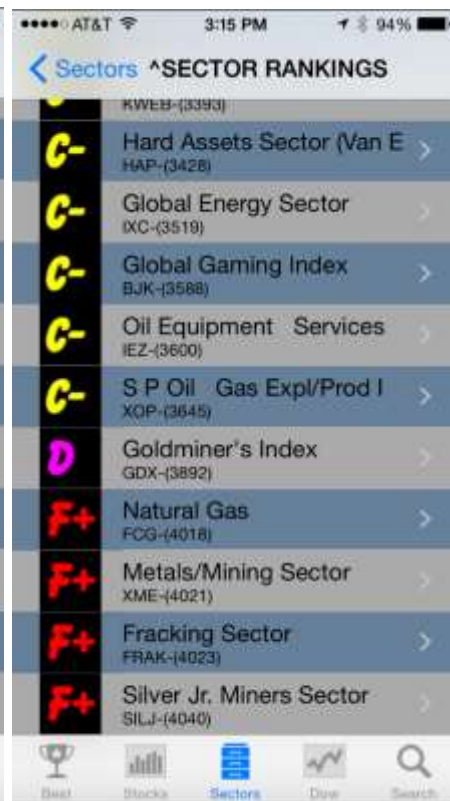 AT&T 3:15 PM 94%
Sectors ^SECTOR RANKINGS
KWEB-(3393)
C- Hard Assets Sector (Van E
HAP-(3428)
C- Global Energy Sector
IXC-(3519)
C- Global Gaming Index
BJK-(3588)
C- Oil Equipment Services
IEZ-(3600)
C- S P Oil Gas Expl/Prod I
XOP-(3645)
D Goldminer's Index
GDX-(3892)
F+ Natural Gas
FCG-(4018)
F+ Metals/Mining Sector
XME-(4021)
F+ Fracking Sector
FRAK-(4023)
F+ Silver Jr. Miners Sector
SILJ-(4040)
Best Stocks Sectors Dow Search